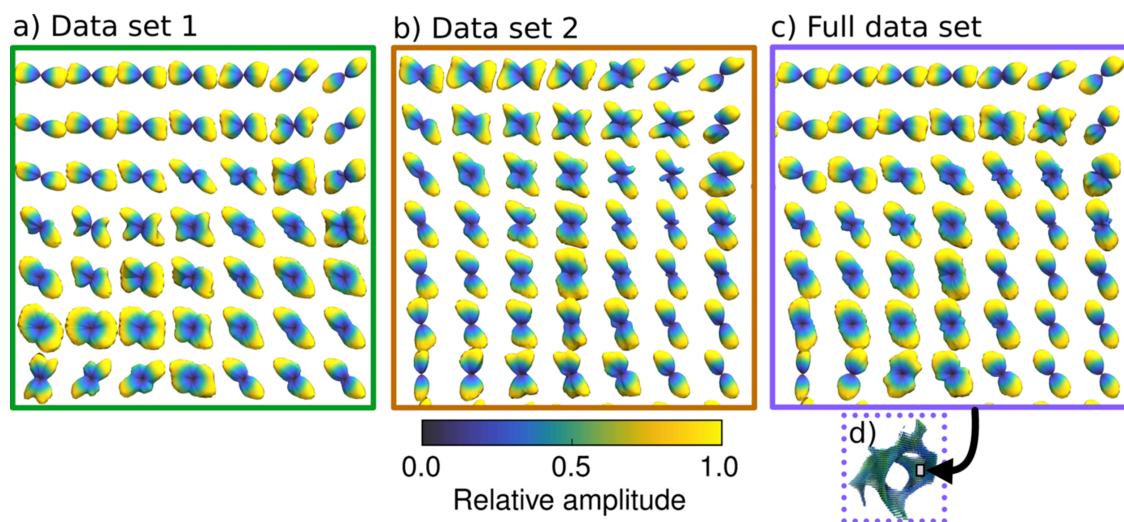 a) Data set 1
b) Data set 2
c) Full data set
d)
0.0
0.5
1.0
Relative amplitude